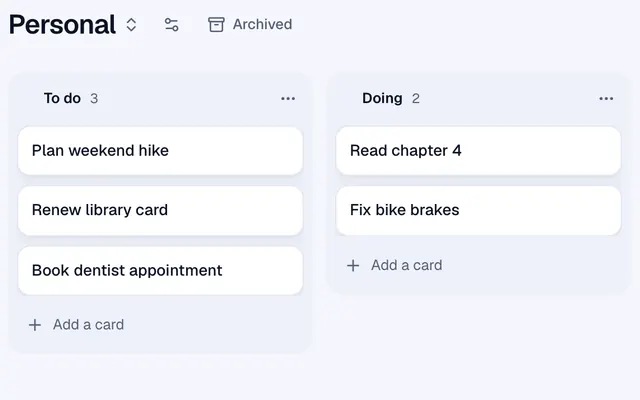 Personal
Archived
To do 3
Plan weekend hike
Renew library card
Book dentist appointment
Add a card
Doing 2
Read chapter 4
Fix bike brakes
Add a card